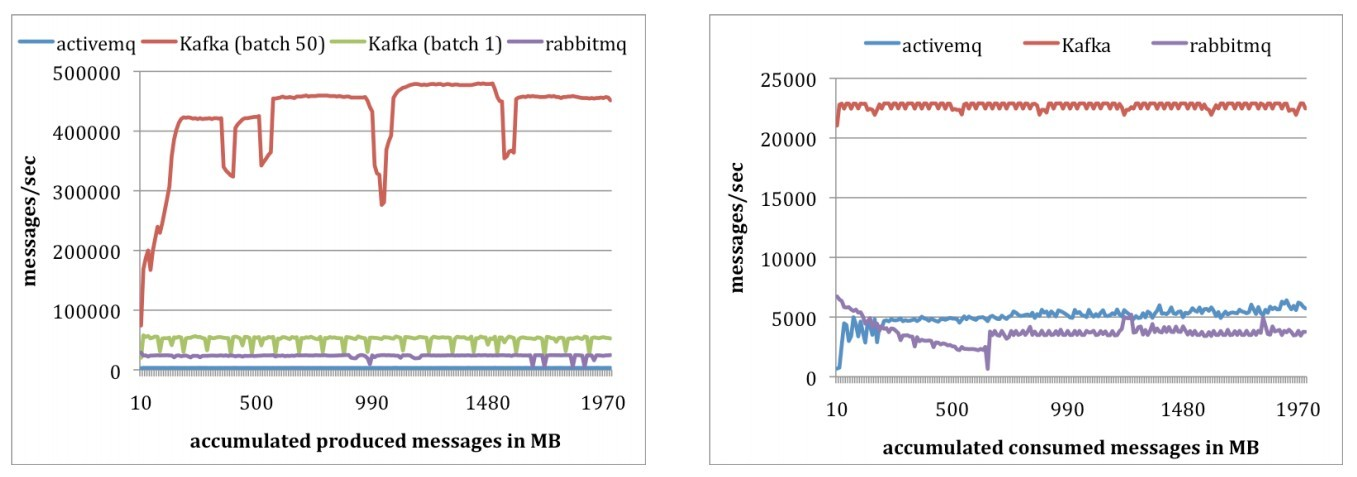 activemq Kafka (batch 50) Kafka (batch 1) rabbitmq
500000
400000
300000
200000
100000
0
messages/sec
10 500 990 1480 1970
accumulated produced messages in MB
activemq Kafka rabbitmq
25000
20000
15000
10000
5000
0
messages/sec
10 500 990 1480 1970
accumulated consumed messages in MB